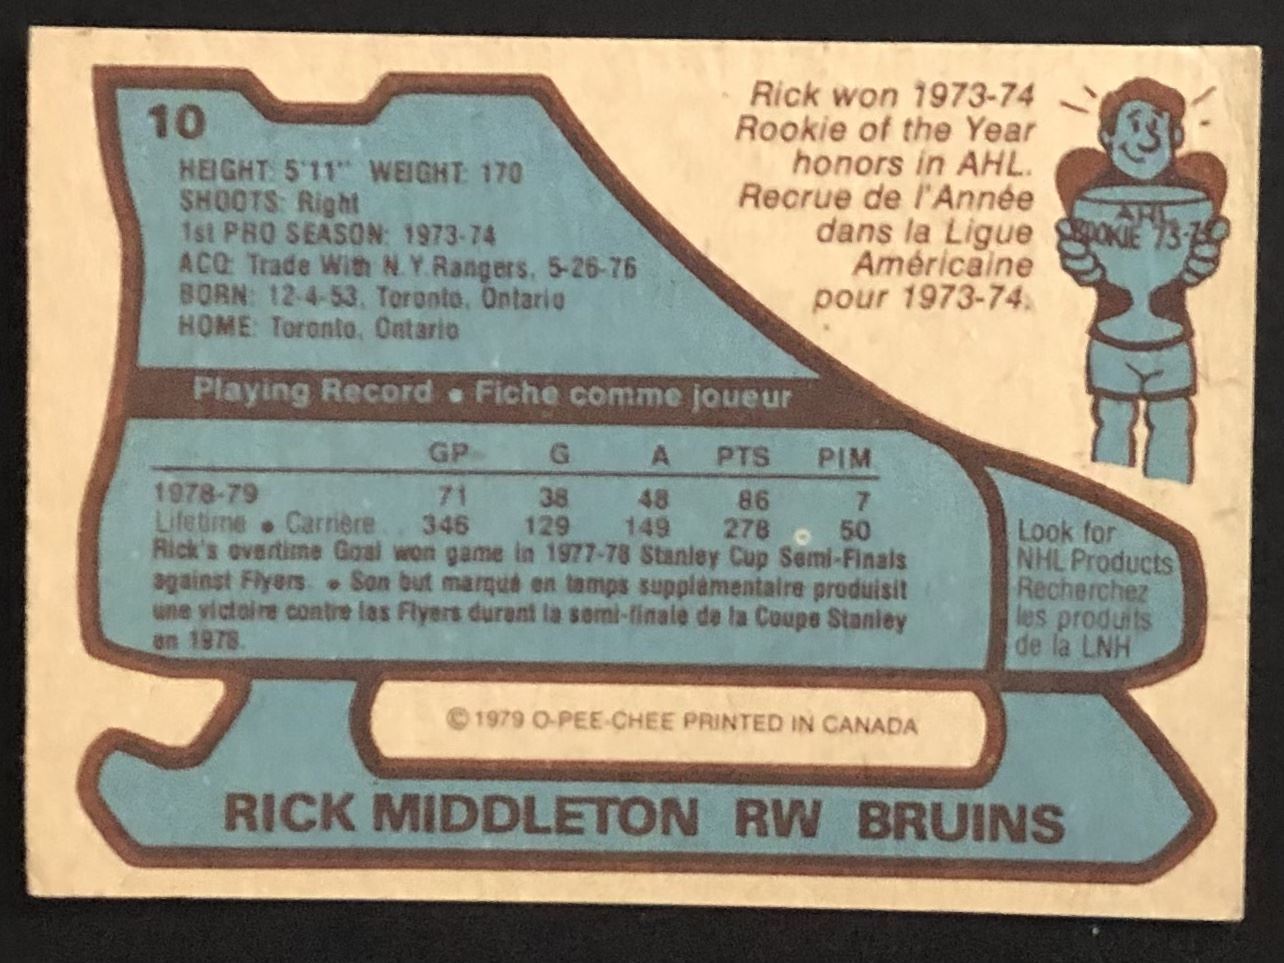 10
HEIGHT: 5'11" WEIGHT: 170
SHOOTS: Right
1st PRO SEASON: 1973-74
ACQ: Trade With N.Y. Rangers, 5-26-76
BORN: 12-4-53, Toronto, Ontario
HOME: Toronto, Ontario
Rick won 1973-74
Rookie of the Year
honors in AHL.
Recrue de l'Année
dans la Ligue
Américaine
pour 1973-74.
AHL
ROOKIE '73-74
Playing Record • Fiche comme joueur
GP G A PTS PIM
1978-79 71 38 48 86 7
Lifetime • Carrière 346 129 149 278 50
Rick's overtime Goal won game in 1977-78 Stanley Cup Semi-Finals
against Flyers. • Son but marqué en temps supplémentaire produisit
une victoire contre les Flyers durant la semi-finale de la Coupe Stanley
en 1978.
Look for
NHL Products
Recherchez
les produits
de la LNH
© 1979 O-PEE-CHEE PRINTED IN CANADA
RICK MIDDLETON RW BRUINS